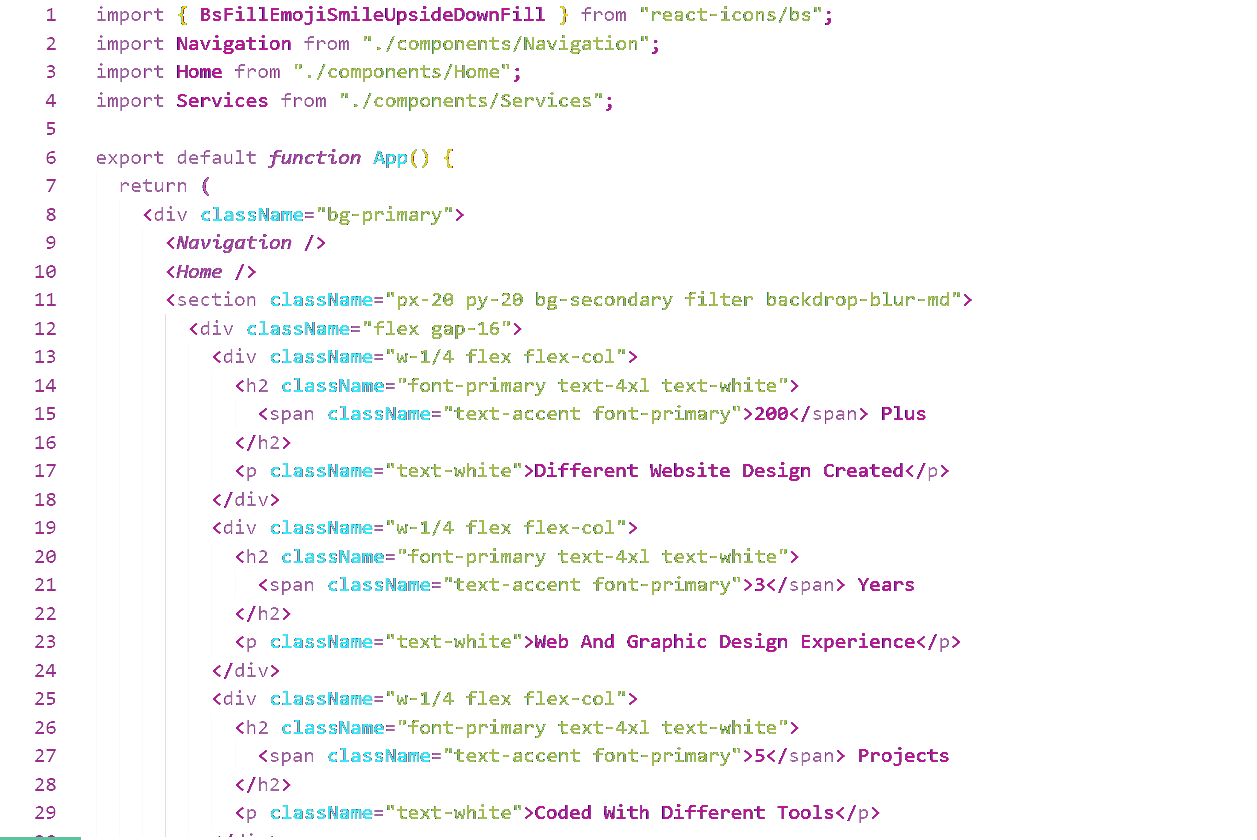 1 import { BsFillEmojiSmileUpsideDownFill } from "react-icons/bs";
2 import Navigation from "./components/Navigation";
3 import Home from "./components/Home";
4 import Services from "./components/Services";
5
6 export default function App() {
7   return (
8     <div className="bg-primary">
9       <Navigation />
10       <Home />
11       <section className="px-20 py-20 bg-secondary filter backdrop-blur-md">
12         <div className="flex gap-16">
13           <div className="w-1/4 flex flex-col">
14             <h2 className="font-primary text-4xl text-white">
15               <span className="text-accent font-primary">200</span> Plus
16             </h2>
17             <p className="text-white">Different Website Design Created</p>
18           </div>
19           <div className="w-1/4 flex flex-col">
20             <h2 className="font-primary text-4xl text-white">
21               <span className="text-accent font-primary">3</span> Years
22             </h2>
23             <p className="text-white">Web And Graphic Design Experience</p>
24           </div>
25           <div className="w-1/4 flex flex-col">
26             <h2 className="font-primary text-4xl text-white">
27               <span className="text-accent font-primary">5</span> Projects
28             </h2>
29             <p className="text-white">Coded With Different Tools</p>